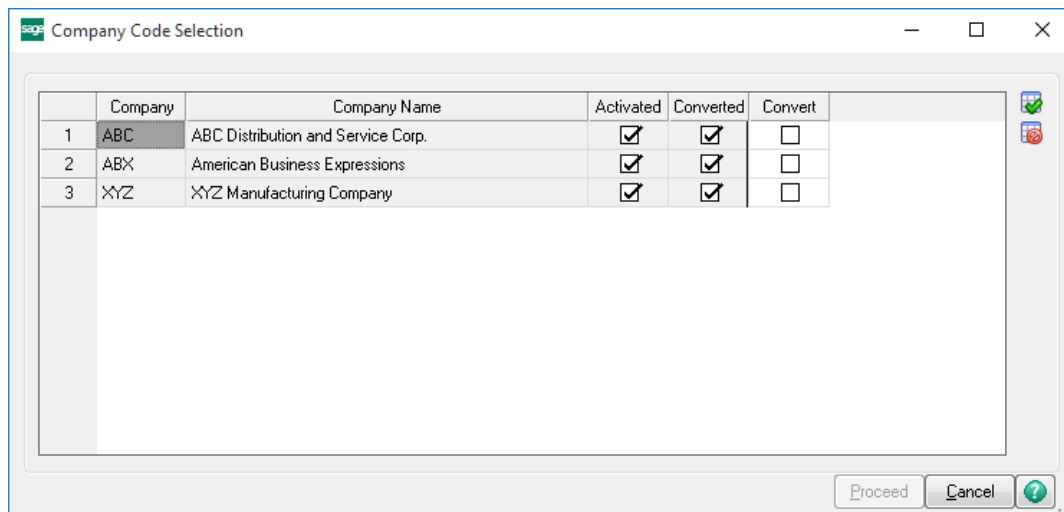 sage Company Code Selection
Company Company Name Activated Converted Convert
1 ABC ABC Distribution and Service Corp.
2 ABX American Business Expressions
3 XYZ XYZ Manufacturing Company
Proceed Cancel ?